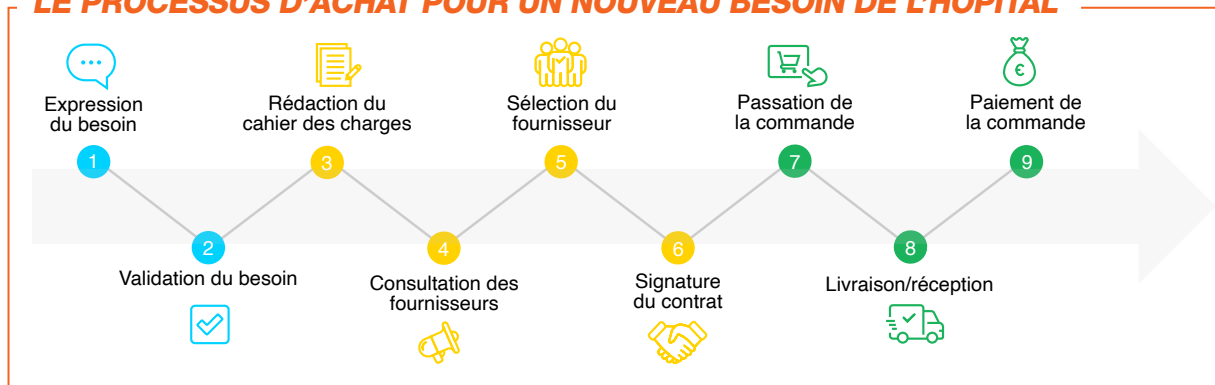 LE PROCESSUS D'ACHAT POUR UN NOUVEAU BESOIN DE L'HÔPITAL
Expression
du besoin
1
2
Validation du besoin
Rédaction du
cahier des charges
3
4
Consultation des
fournisseurs
Sélection du
fournisseur
5
6
Signature
du contrat
Passation de
la commande
7
8
Livraison/réception
€
Paiement de
la commande
9